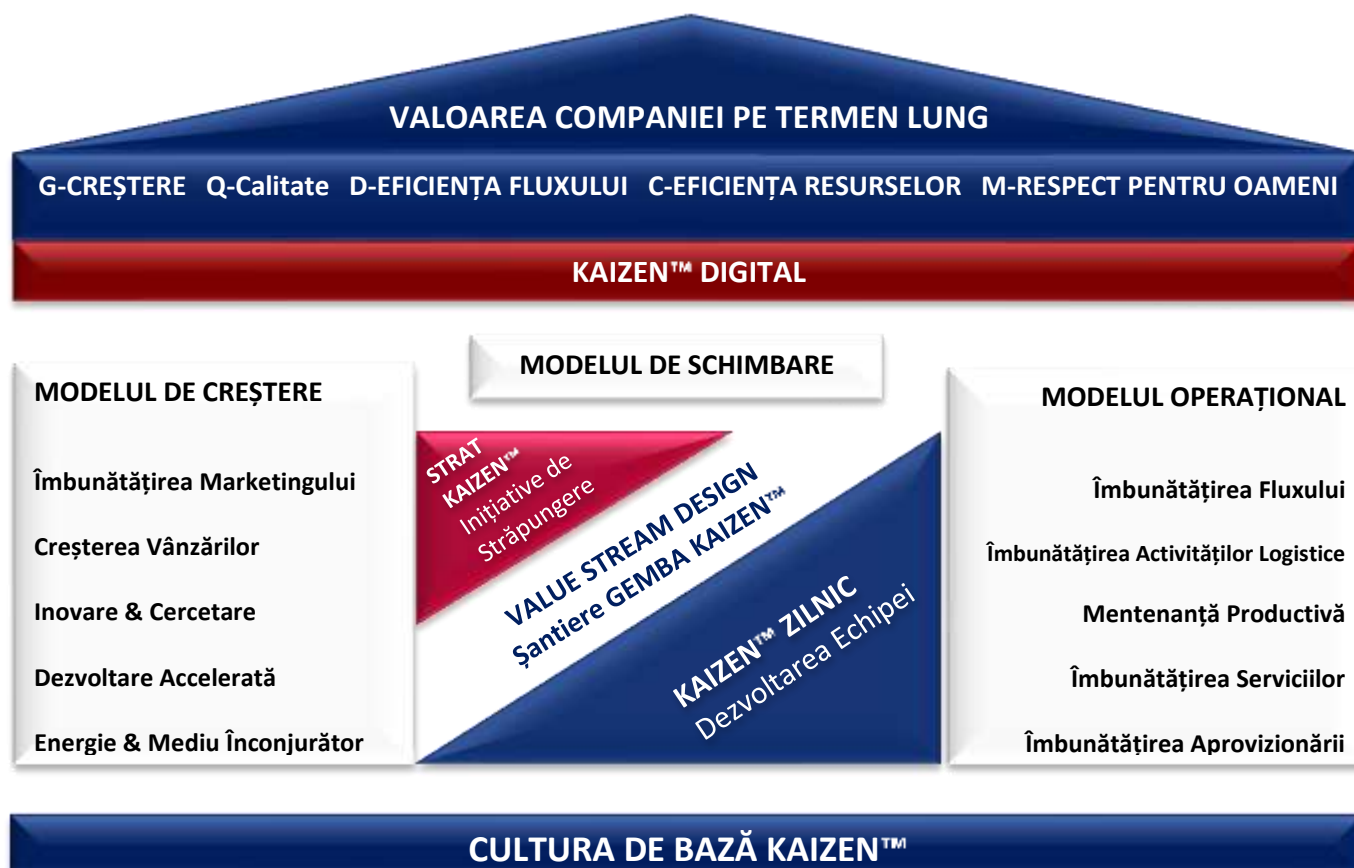 VALOAREA COMPANIEI PE TERMEN LUNG
G-CREȘTERE Q-Calitate D-EFICIENȚA FLUXULUI C-EFICIENȚA RESURSELOR M-RESPECT PENTRU OAMENI
KAIZEN™ DIGITAL
MODELUL DE SCHIMBARE
MODELUL DE CREȘTERE
Îmbunătățirea Marketingului
Creșterea Vânzărilor
Inovare & Cercetare
Dezvoltare Accelerată
Energie & Mediu Înconjurător
STRAT
KAIZEN™
Inițiative de
Străpungere
VALUE STREAM DESIGN
Șantiere GEMBA KAIZEN™
KAIZEN™ ZILNIC
Dezvoltarea Echipei
MODELUL OPERAȚIONAL
Îmbunătățirea Fluxului
Îmbunătățirea Activităților Logistice
Mentenanță Productivă
Îmbunătățirea Serviciilor
Îmbunătățirea Aprovizionării
CULTURA DE BAZĂ KAIZEN™